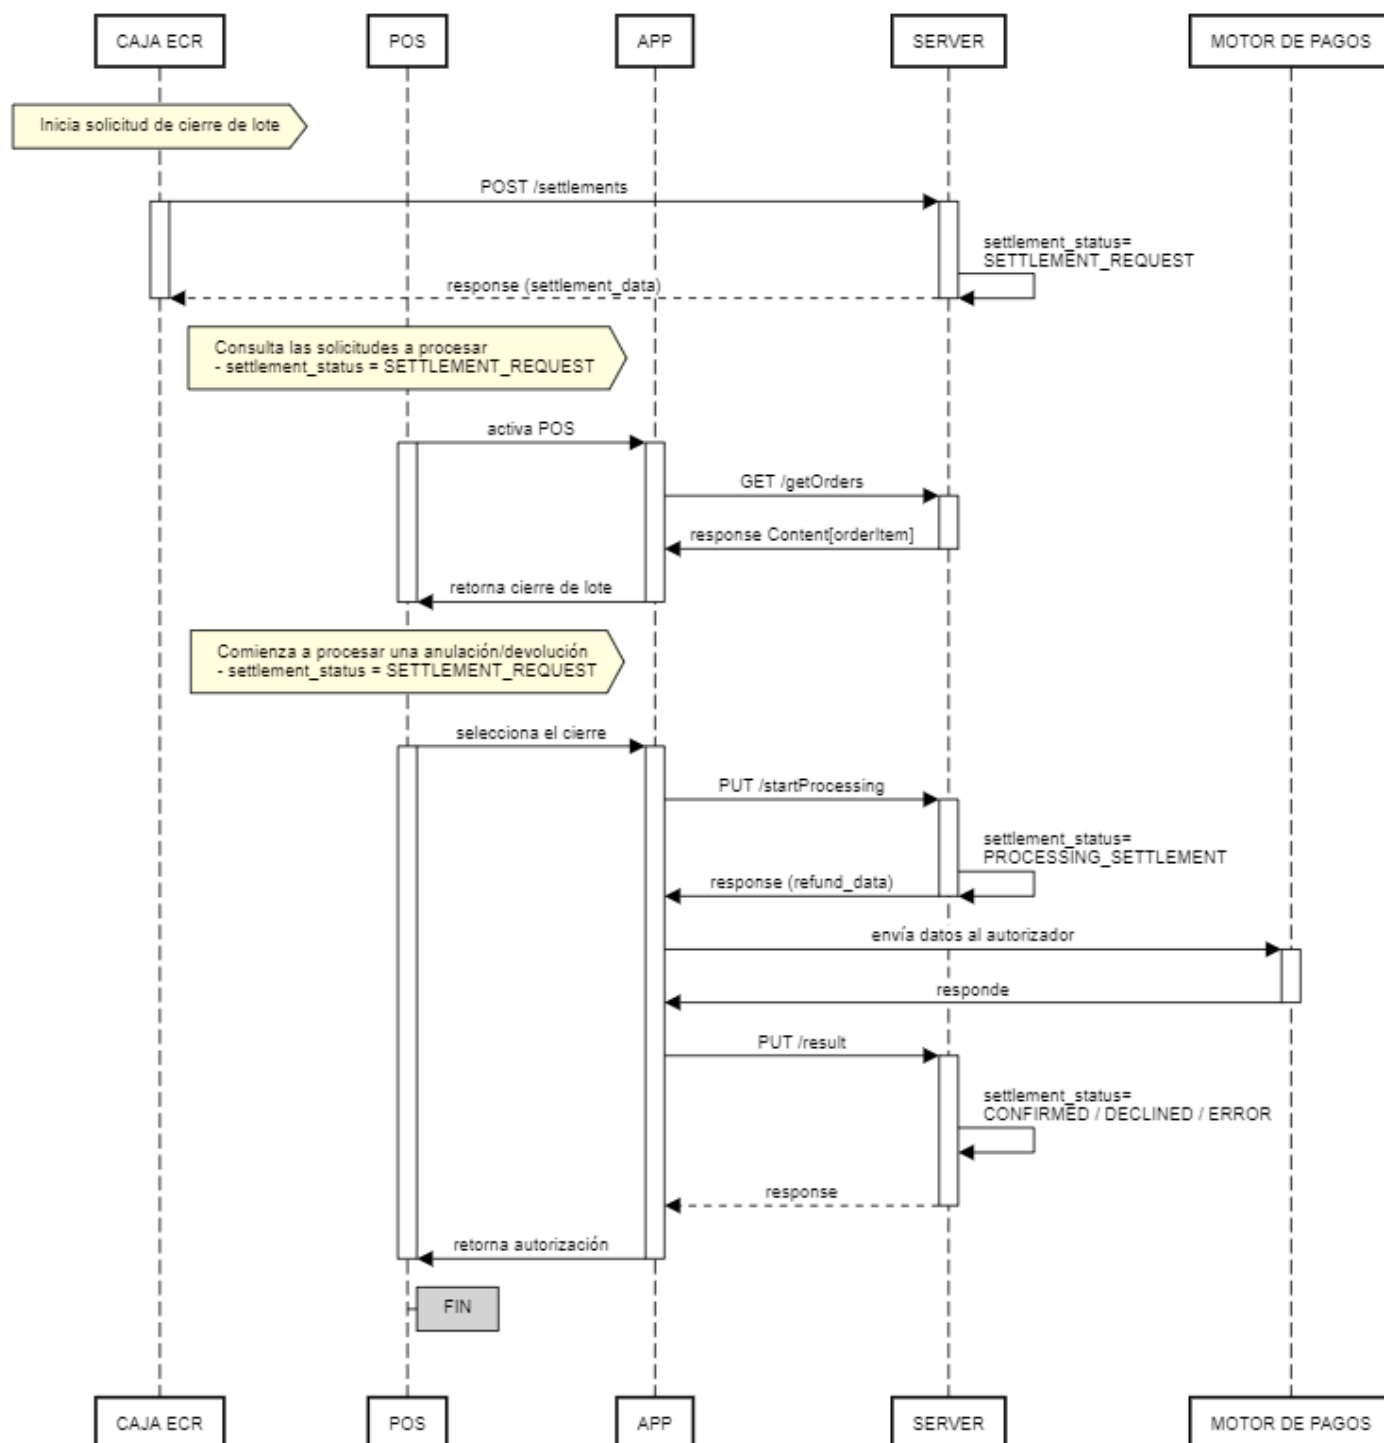 CAJA ECR
POS
APP
SERVER
MOTOR DE PAGOS
Inicia solicitud de cierre de lote
POST /settlements
settlement_status=
SETTLEMENT_REQUEST
response (settlement_data)
Consulta las solicitudes a procesar
- settlement_status = SETTLEMENT_REQUEST
activa POS
GET /getOrders
response Content[orderItem]
retorna cierre de lote
Comienza a procesar una anulación/devolución
- settlement_status = SETTLEMENT_REQUEST
selecciona el cierre
PUT /startProcessing
settlement_status=
PROCESSING_SETTLEMENT
response (refund_data)
envía datos al autorizador
responde
PUT /result
settlement_status=
CONFIRMED / DECLINED / ERROR
response
retorna autorización
FIN
CAJA ECR
POS
APP
SERVER
MOTOR DE PAGOS